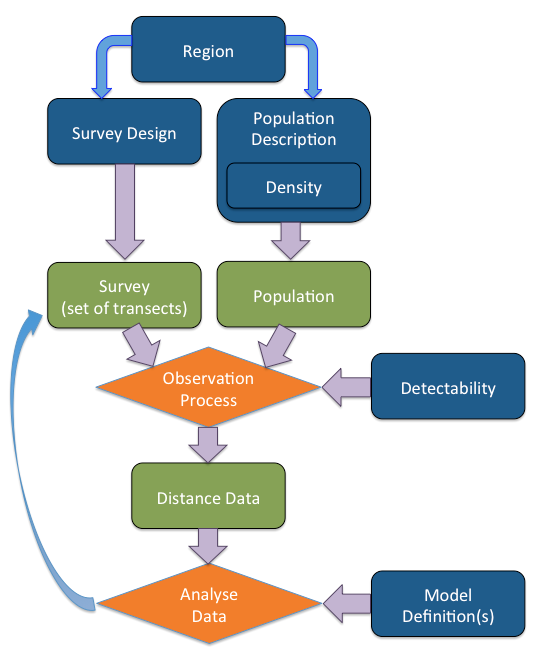 Region
Survey Design
Population
Description
Density
Survey
(set of transects)
Population
Observation
Process
Detectability
Distance Data
Analyse
Data
Model
Definition(s)